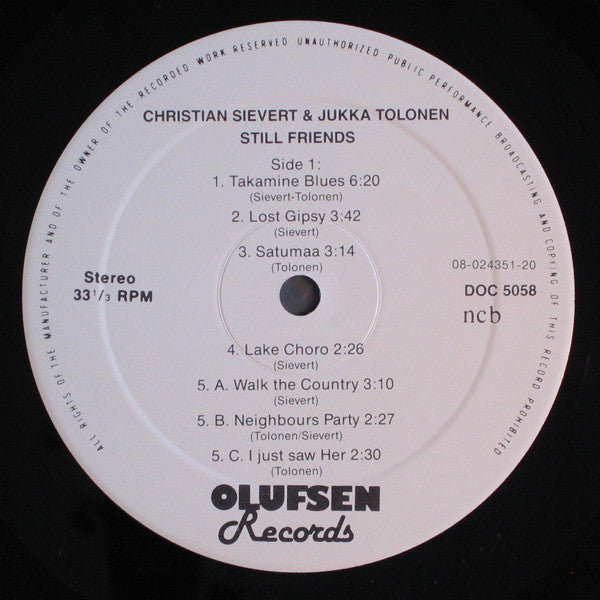 ALL RIGHTS OF THE MANUFACTURER AND OF THE OWNER OF THE RECORDED WORK RESERVED UNAUTHORIZED PUBLIC PERFORMANCE BROADCASTING AND COPYING OF THIS RECORD PROHIBITED
CHRISTIAN SIEVERT & JUKKA TOLONEN
STILL FRIENDS
Side 1:
1. Takamine Blues 6:20
(Sievert-Tolonen)
2. Lost Gipsy 3:42
(Sievert)
3. Satumaa 3:14
(Tolonen)
Stereo
33 1/3 RPM
08-024351-20
DOC 5058
ncb
4. Lake Choro 2:26
(Sievert)
5. A. Walk the Country 3:10
(Sievert)
5. B. Neighbours Party 2:27
(Tolonen/Sievert)
5. C. I just saw Her 2:30
(Tolonen)
OLUFSEN
Records